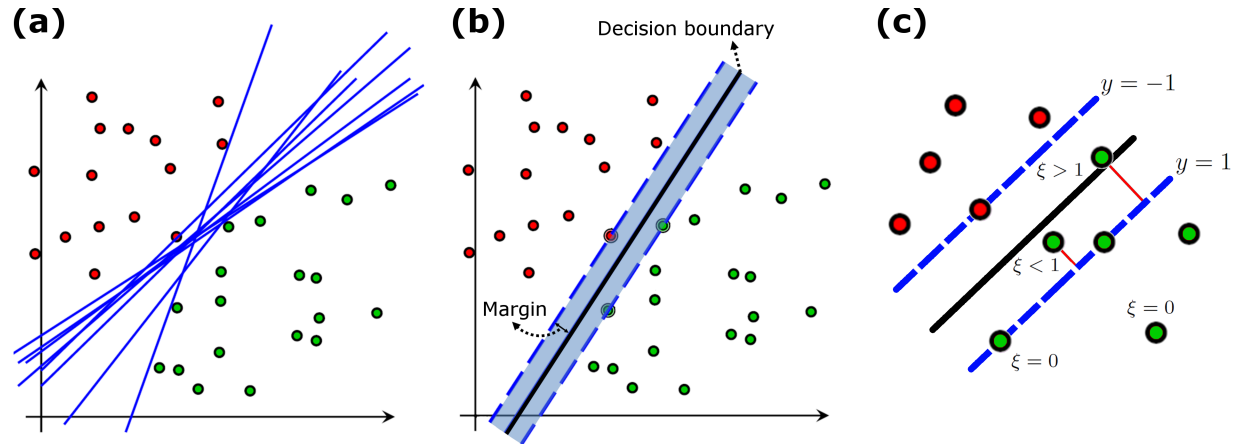 (a)
(b)
Decision boundary
Margin
(c)
y = −1
ξ > 1
y = 1
ξ < 1
ξ = 0
ξ = 0